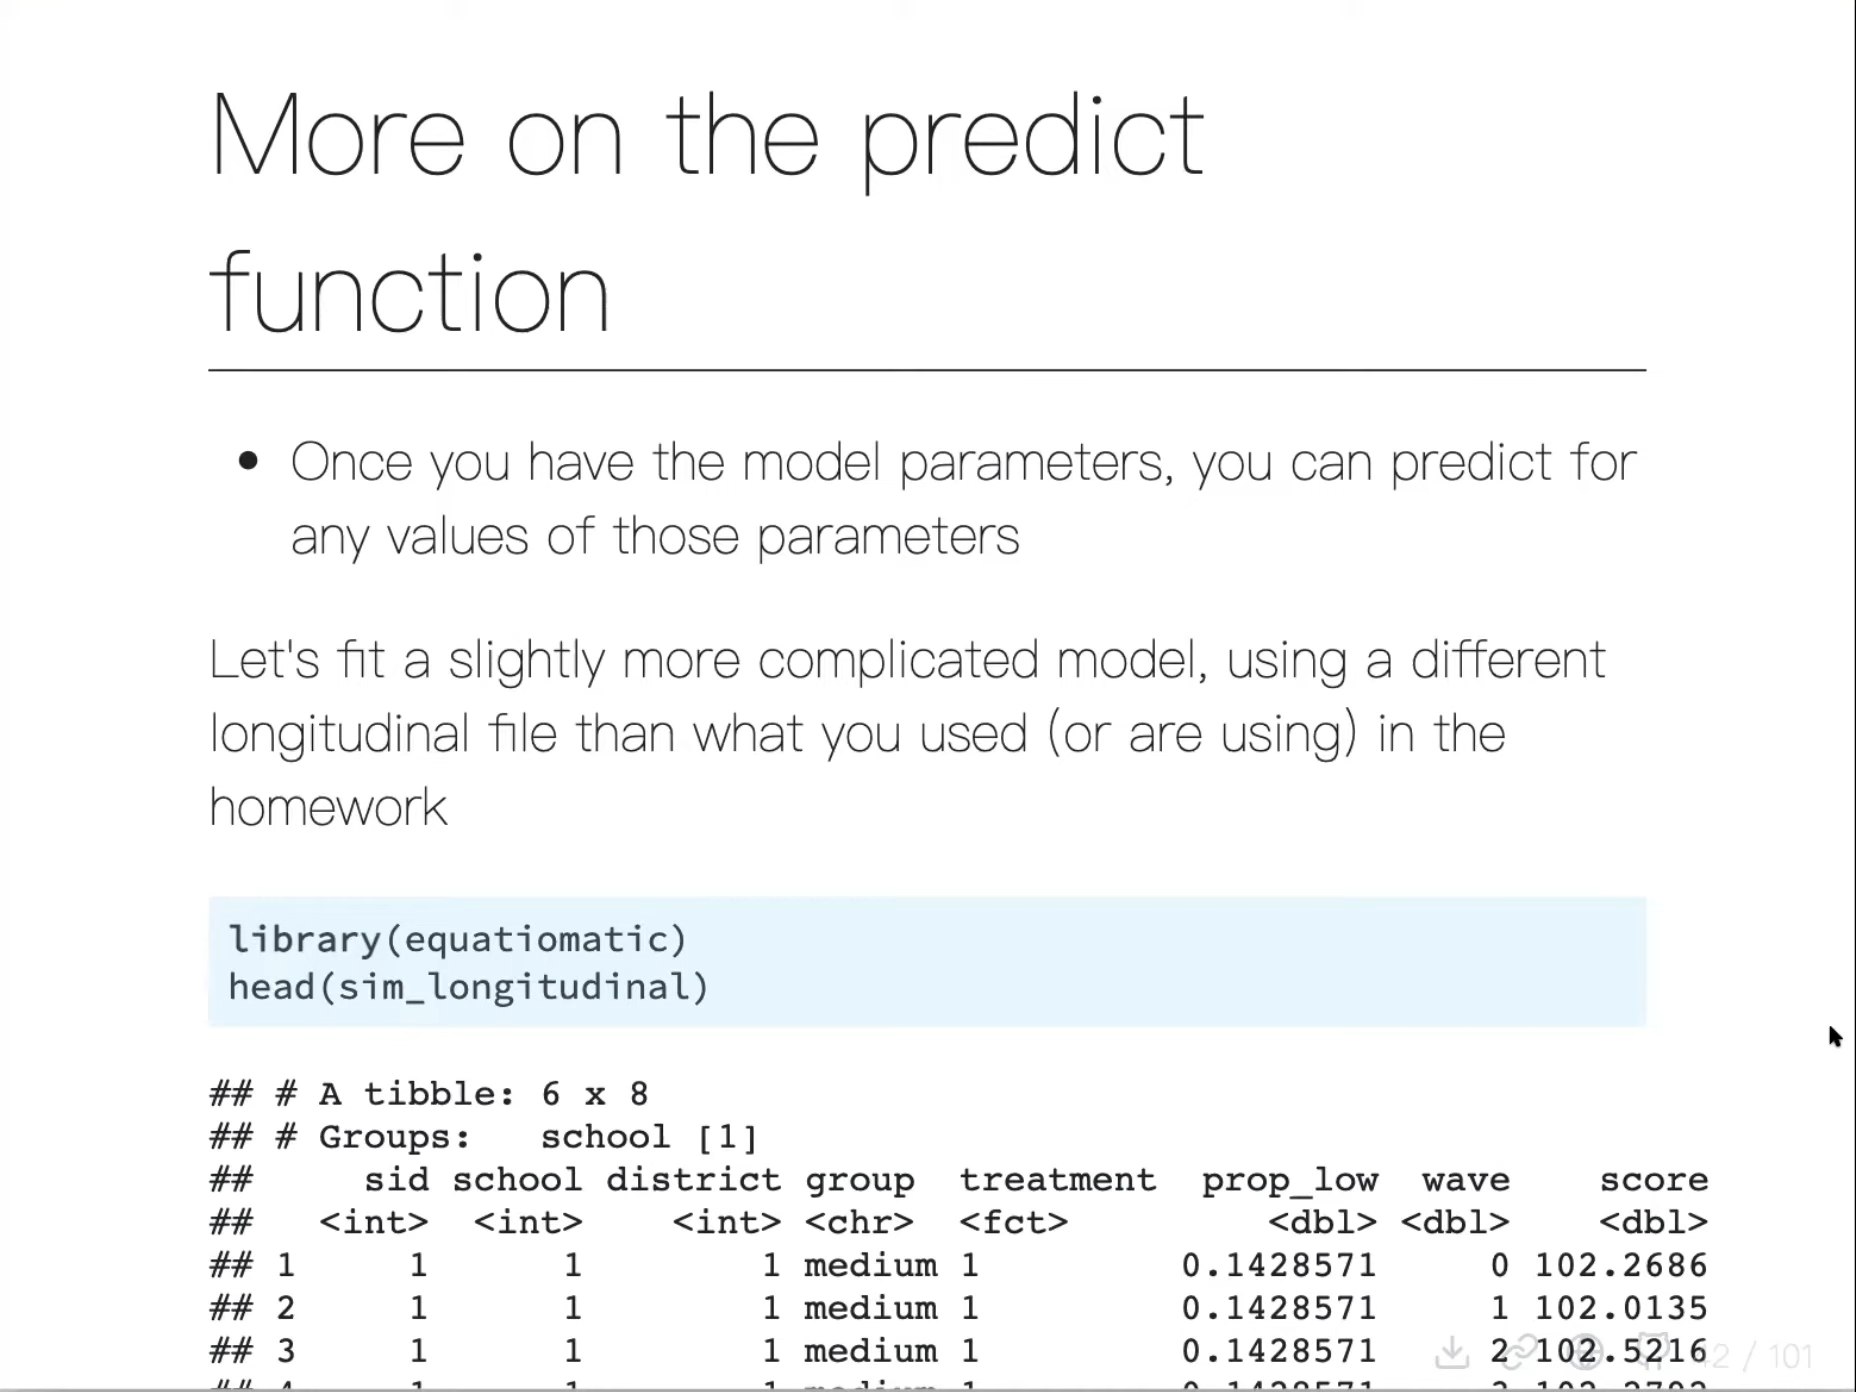 More on the predict
function
• Once you have the model parameters, you can predict for
any values of those parameters
Let's fit a slightly more complicated model, using a different
longitudinal file than what you used (or are using) in the
homework
library(equatiomatic)
head(sim_longitudinal)
## # A tibble: 6 x 8
## # Groups:   school [1]
##     sid school district group  treatment  prop_low  wave    score
##   <int>  <int>    <int> <chr>  <fct>         <dbl> <dbl>    <dbl>
## 1     1      1        1 medium 1         0.1428571     0 102.2686
## 2     1      1        1 medium 1         0.1428571     1 102.0135
## 3     1      1        1 medium 1         0.1428571     2 102.5216
/ 101